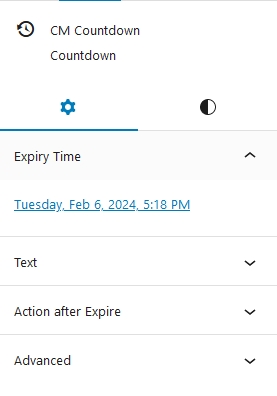 CM Countdown
Countdown
Expiry Time
Tuesday, Feb 6, 2024, 5:18 PM
Text
Action after Expire
Advanced